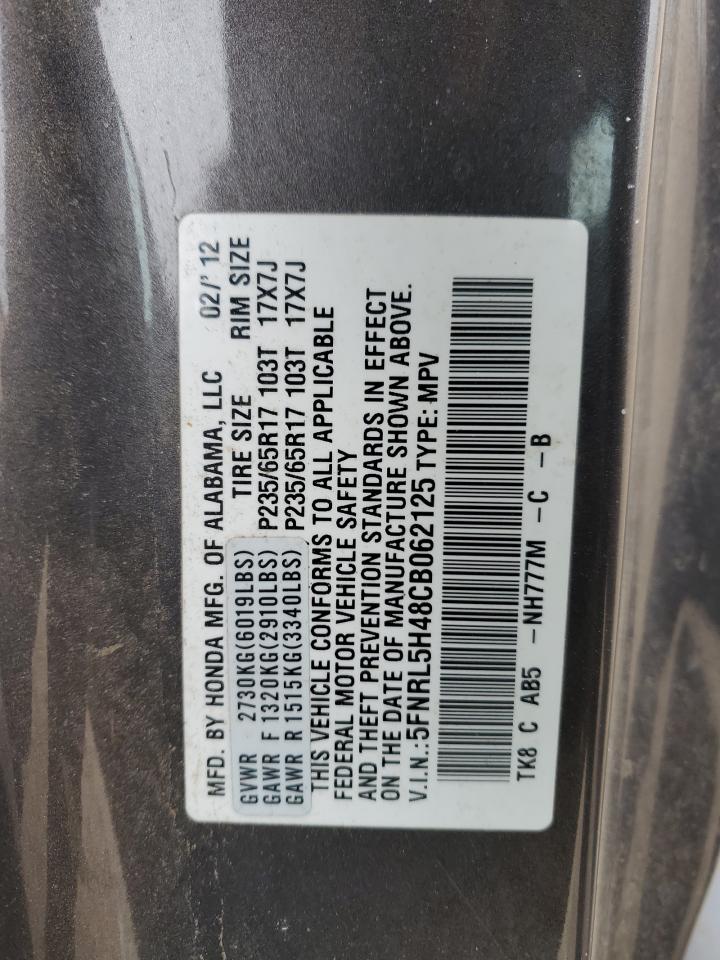 MFD. BY HONDA MFG. OF ALABAMA, LLC 02/'12
TIRE SIZE RIM SIZE
GVWR 2730KG(6019LBS)
GAWR F 1320KG(2910LBS) P235/65R17 103T 17X7J
GAWR R 1515KG(3340LBS) P235/65R17 103T 17X7J
THIS VEHICLE CONFORMS TO ALL APPLICABLE
FEDERAL MOTOR VEHICLE SAFETY
AND THEFT PREVENTION STANDARDS IN EFFECT
ON THE DATE OF MANUFACTURE SHOWN ABOVE.
V.I.N.:5FNRL5H48CB062125 TYPE: MPV
TK8 C AB5 -NH777M -C -B